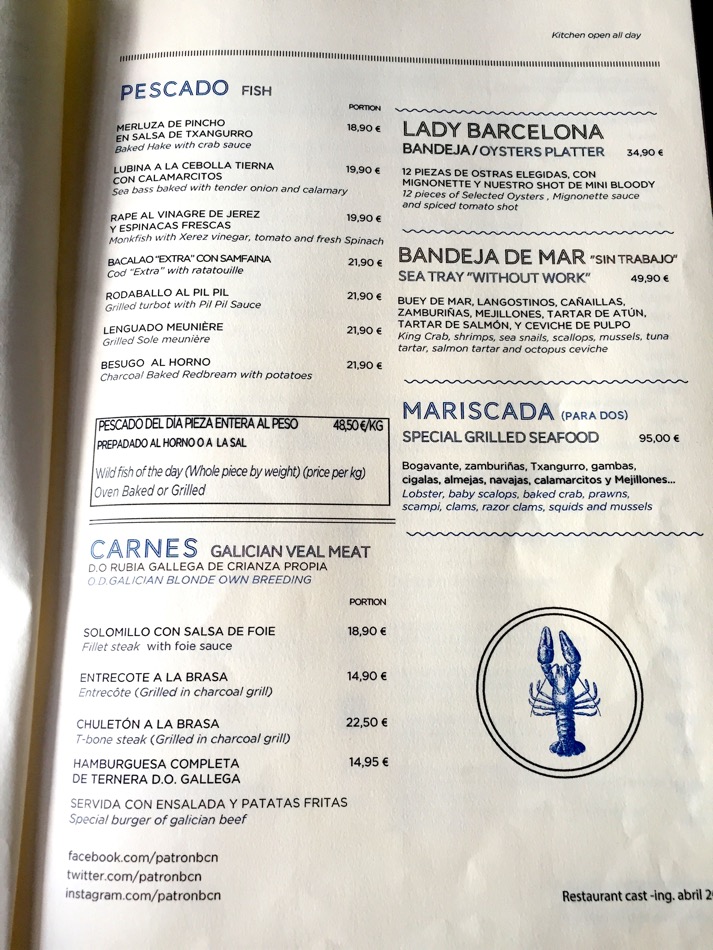 Kitchen open all day
PESCADO FISH
PORTION
MERLUZA DE PINCHO
EN SALSA DE TXANGURRO 18,90 €
Baked Hake with crab sauce
LUBINA A LA CEBOLLA TIERNA 19,90 €
CON CALAMARCITOS
Sea bass baked with tender onion and calamary
RAPE AL VINAGRE DE JEREZ 19,90 €
Y ESPINACAS FRESCAS
Monkfish with Xerez vinegar, tomato and fresh Spinach
BACALAO "EXTRA" CON SAMFAINA 21,90 €
Cod "Extra" with ratatouille
RODABALLO AL PIL PIL 21,90 €
Grilled turbot with Pil Pil Sauce
LENGUADO MEUNIÈRE 21,90 €
Grilled Sole meunière
BESUGO AL HORNO 21,90 €
Charcoal Baked Redbream with potatoes
PESCADO DEL DÍA PIEZA ENTERA AL PESO 48,50 €/KG
PREPADADO AL HORNO O A LA SAL
Wild fish of the day (Whole piece by weight) (price per kg)
Oven Baked or Grilled
CARNES GALICIAN VEAL MEAT
D.O RUBIA GALLEGA DE CRIANZA PROPIA
O.D.GALICIAN BLONDE OWN BREEDING
PORTION
SOLOMILLO CON SALSA DE FOIE 18,90 €
Fillet steak with foie sauce
ENTRECOTE A LA BRASA 14,90 €
Entrecôte (Grilled in charcoal grill)
CHULETÓN A LA BRASA 22,50 €
T-bone steak (Grilled in charcoal grill)
HAMBURGUESA COMPLETA 14,95 €
DE TERNERA D.O. GALLEGA
SERVIDA CON ENSALADA Y PATATAS FRITAS
Special burger of galician beef
facebook.com/patronbcn
twitter.com/patronbcn
instagram.com/patronbcn
LADY BARCELONA
BANDEJA/OYSTERS PLATTER 34,90 €
12 PIEZAS DE OSTRAS ELEGIDAS, CON
MIGNONETTE Y NUESTRO SHOT DE MINI BLOODY
12 pieces of Selected Oysters , Mignonette sauce
and spiced tomato shot
BANDEJA DE MAR "SIN TRABAJO"
SEA TRAY "WITHOUT WORK" 49,90 €
BUEY DE MAR, LANGOSTINOS, CAÑAILLAS,
ZAMBURIÑAS, MEJILLONES, TARTAR DE ATÚN,
TARTAR DE SALMÓN, Y CEVICHE DE PULPO
King Crab, shrimps, sea snails, scallops, mussels, tuna
tartar, salmon tartar and octopus ceviche
MARISCADA (PARA DOS)
SPECIAL GRILLED SEAFOOD 95,00 €
Bogavante, zamburiñas, Txangurro, gambas,
cigalas, almejas, navajas, calamarcitos y Mejillones...
Lobster, baby scalops, baked crab, prawns,
scampi, clams, razor clams, squids and mussels
Restaurant cast -ing. abril